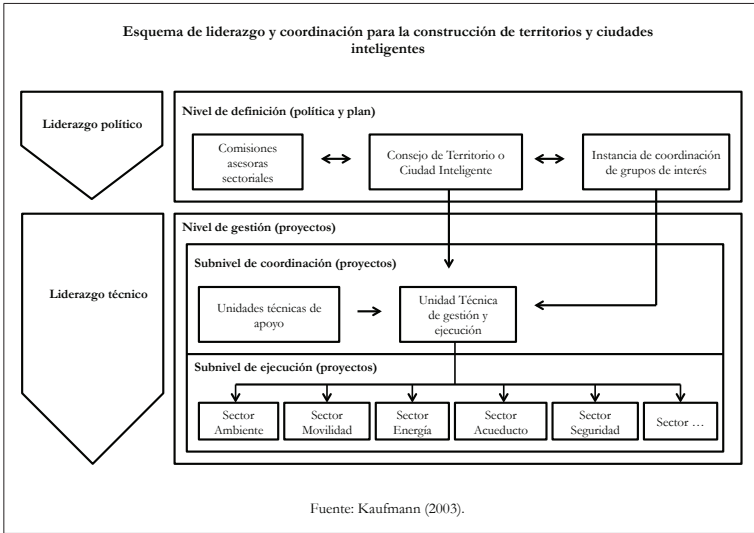 Esquema de liderazgo y coordinación para la construcción de territorios y ciudades
inteligentes
Liderazgo político
Nivel de definición (política y plan)
Comisiones
asesoras
sectoriales
Consejo de Territorio o
Ciudad Inteligente
Instancia de coordinación
de grupos de interés
Liderazgo técnico
Nivel de gestión (proyectos)
Subnivel de coordinación (proyectos)
Unidades técnicas de
apoyo
Unidad Técnica
de gestión y
ejecución
Subnivel de ejecución (proyectos)
Sector
Ambiente
Sector
Movilidad
Sector
Energía
Sector
Acueducto
Sector
Seguridad
Sector …
Fuente: Kaufmann (2003).